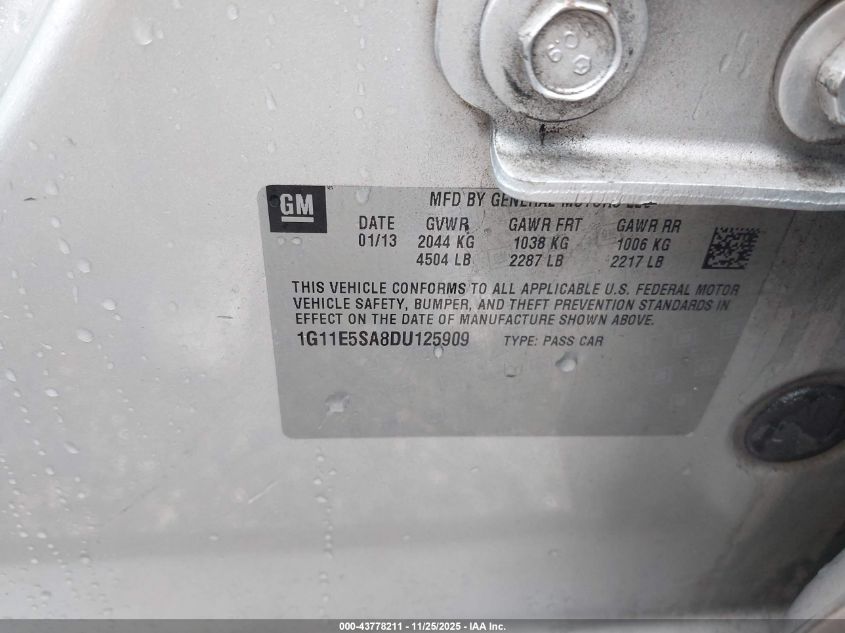 GM
MFD BY GENERAL MOTORS LLC
DATE GVWR GAWR FRT GAWR RR
01/13 2044 KG 1038 KG 1006 KG
4504 LB 2287 LB 2217 LB
THIS VEHICLE CONFORMS TO ALL APPLICABLE U.S. FEDERAL MOTOR
VEHICLE SAFETY, BUMPER, AND THEFT PREVENTION STANDARDS IN
EFFECT ON THE DATE OF MANUFACTURE SHOWN ABOVE.
1G11E5SA8DU125909 TYPE: PASS CAR
000-43778211 - 11/25/2025 - IAA Inc.